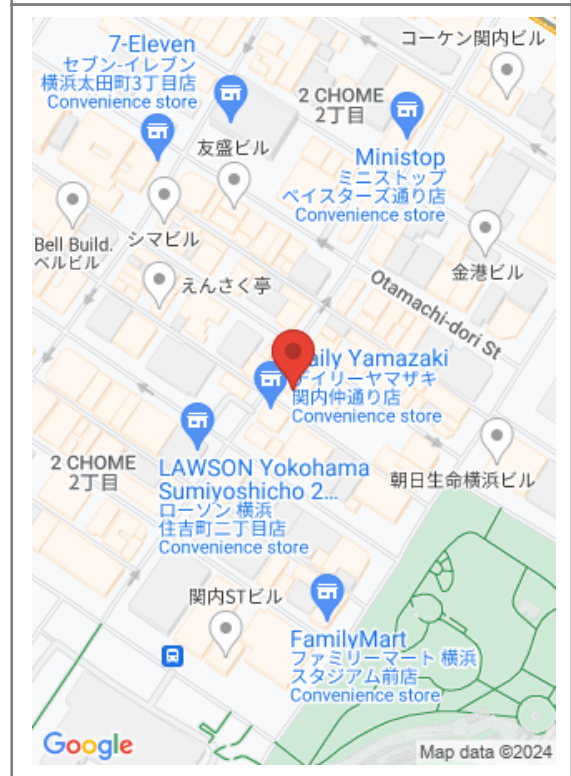 コーケン関内ビル
7-Eleven
セブン-イレブン
横浜太田町3丁目店
Convenience store
2 CHOME
2丁目
友盛ビル
Ministop
ミニストップ
ベイスターズ通り店
Convenience store
Bell Build.
ベルビル
シマビル
金港ビル
えんさく亭
Otamachi-dori St
aily Yamazaki
デイリーヤマザキ
関内仲通り店
Convenience store
2 CHOME
2丁目
LAWSON Yokohama
Sumiyoshicho 2...
ローソン 横浜
住吉町二丁目店
Convenience store
朝日生命横浜ビル
関内STビル
FamilyMart
ファミリーマート 横浜
スタジアム前店
Convenience store
Google
Map data ©2024